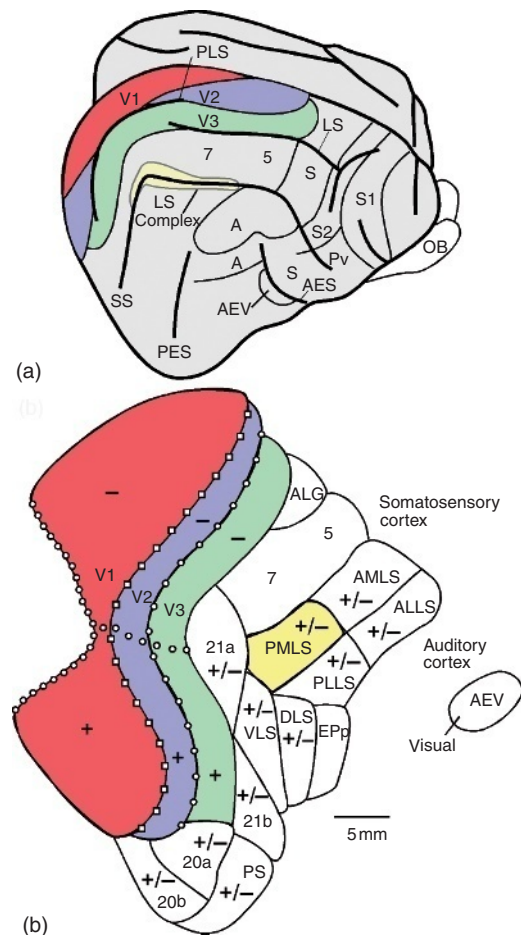 PLS
V1
V2
V3
LS
7
5
S
LS
Complex
A
S1
S2
A
S
Pv
OB
SS
AEV
AES
PES
(a)
(b)
ALG
Somatosensory
cortex
–
5
–
7
AMLS
+/–
–
V1
V2
V3
+/–
ALLS
+/–
PMLS
21a
+/–
Auditory
cortex
+/–
PLLS
AEV
+/–
VLS
DLS
+/–
EPp
Visual
+
+
+
+/–
21b
5 mm
+/–
20a
+/–
20b
PS
+/–
(b)